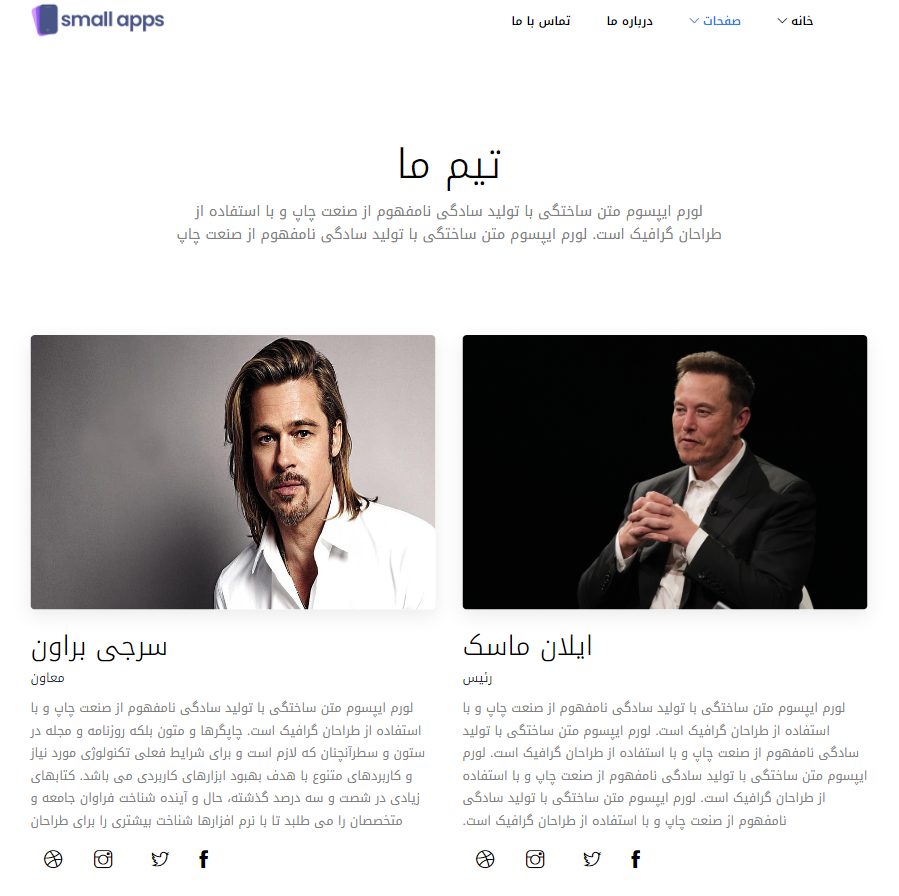 small apps
خانه
صفحات
درباره ما
تماس با ما
تیم ما
لورم ایپسوم متن ساختگی با تولید سادگی نامفهوم از صنعت چاپ و با استفاده از
طراحان گرافیک است. لورم ایپسوم متن ساختگی با تولید سادگی نامفهوم از صنعت چاپ
ایلان ماسک
رئیس
لورم ایپسوم متن ساختگی با تولید سادگی نامفهوم از صنعت چاپ و با
استفاده از طراحان گرافیک است. لورم ایپسوم متن ساختگی با تولید
سادگی نامفهوم از صنعت چاپ و با استفاده از طراحان گرافیک است. لورم
ایپسوم متن ساختگی با تولید سادگی نامفهوم از صنعت چاپ و با استفاده
از طراحان گرافیک است. لورم ایپسوم متن ساختگی با تولید سادگی
نامفهوم از صنعت چاپ و با استفاده از طراحان گرافیک است.
سرجی براون
معاون
لورم ایپسوم متن ساختگی با تولید سادگی نامفهوم از صنعت چاپ و با
استفاده از طراحان گرافیک است. چاپگرها و متون بلکه روزنامه و مجله در
ستون و سطرآنچنان که لازم است و برای شرایط فعلی تکنولوژی مورد نیاز
و کاربردهای متنوع با هدف بهبود ابزارهای کاربردی می باشد. کتابهای
زیادی در شصت و سه درصد گذشته، حال و آینده شناخت فراوان جامعه و
متخصصان را می طلبد تا با نرم افزارها شناخت بیشتری را برای طراحان